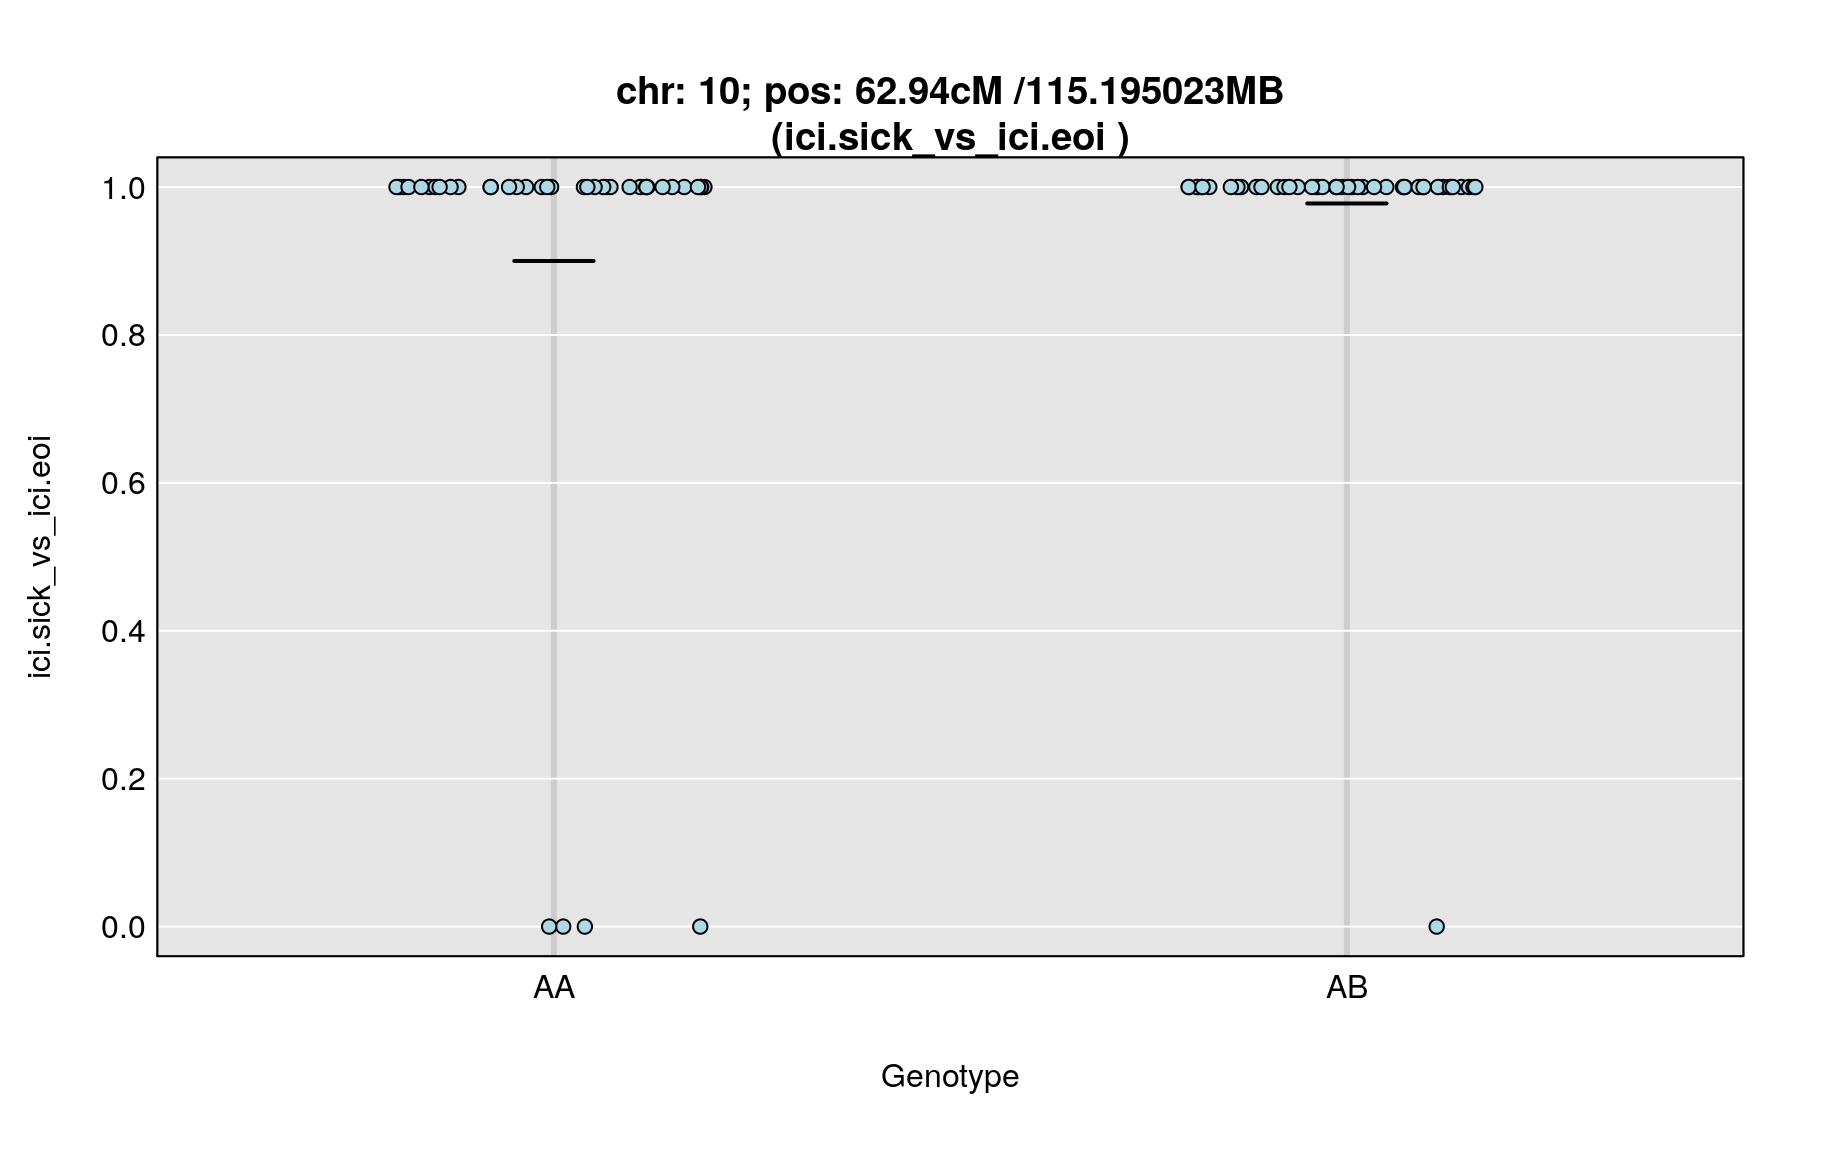 chr: 10; pos: 62.94cM /115.195023MB
(ici.sick_vs_ici.eoi )
1.0
0.8
0.6
0.4
0.2
0.0
ici.sick_vs_ici.eoi
AA
AB
Genotype